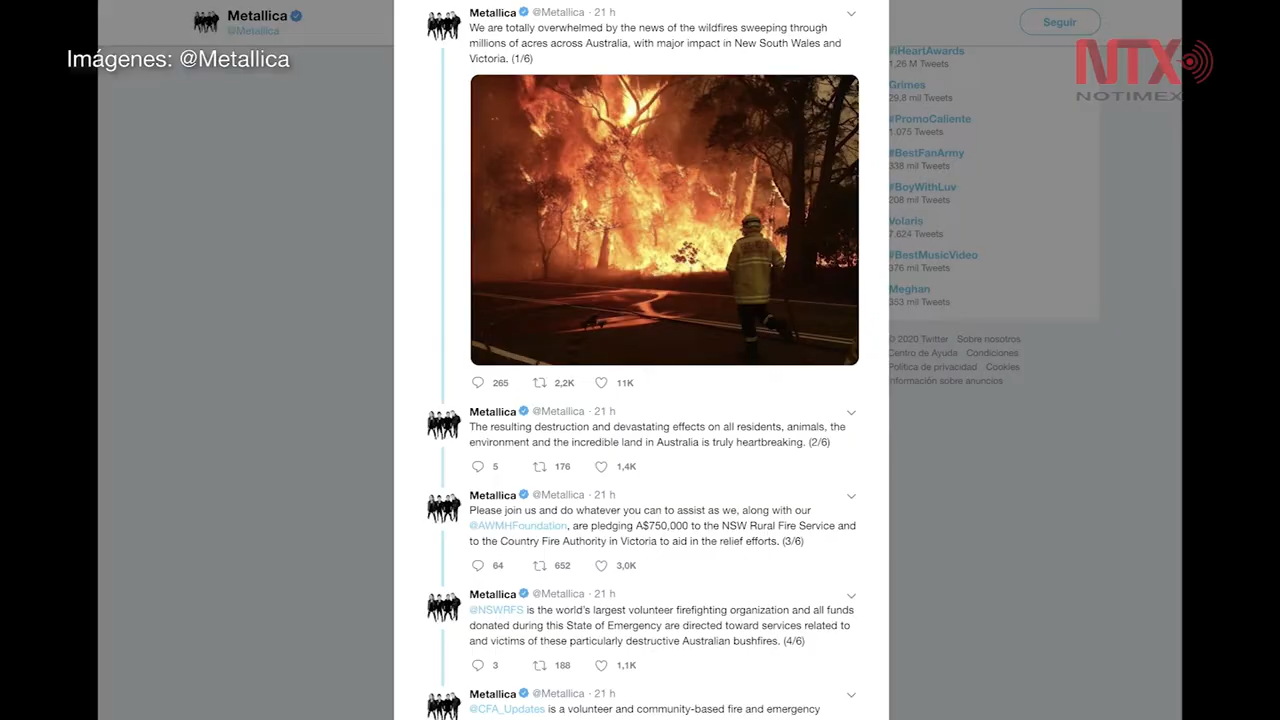 Metallica
@Metallica
Seguir
Imágenes: @Metallica
NTX
NOTIMEX
Metallica @Metallica · 21 h
We are totally overwhelmed by the news of the wildfires sweeping through
millions of acres across Australia, with major impact in New South Wales and
Victoria. (1/6)
265 2,2K 11K
Metallica @Metallica · 21 h
The resulting destruction and devastating effects on all residents, animals, the
environment and the incredible land in Australia is truly heartbreaking. (2/6)
5 176 1,4K
Metallica @Metallica · 21 h
Please join us and do whatever you can to assist as we, along with our
@AWMHFoundation, are pledging A$750,000 to the NSW Rural Fire Service and
to the Country Fire Authority in Victoria to aid in the relief efforts. (3/6)
64 652 3,0K
Metallica @Metallica · 21 h
@NSWRFS is the world's largest volunteer firefighting organization and all funds
donated during this State of Emergency are directed toward services related to
and victims of these particularly destructive Australian bushfires. (4/6)
3 188 1,1K
Metallica @Metallica · 21 h
@CFA_Updates is a volunteer and community-based fire and emergency
#iHeartAwards
1,26 M Tweets
Grimes
29,8 mil Tweets
#PromoCaliente
1.075 Tweets
#BestFanArmy
338 mil Tweets
#BoyWithLuv
208 mil Tweets
Volaris
7,624 Tweets
#BestMusicVideo
376 mil Tweets
Meghan
353 mil Tweets
© 2020 Twitter Sobre nosotros
Centro de Ayuda Condiciones
Política de privacidad Cookies
Información sobre anuncios